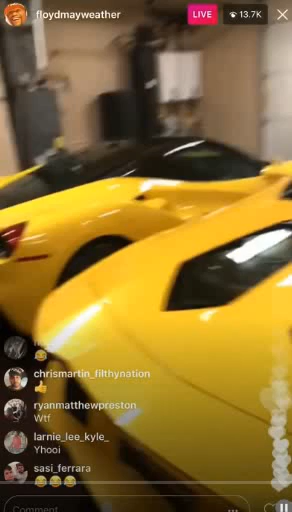 floydmayweather
LIVE
13.7K
😂
chrismartin_filthynation
👍
ryanmatthewpreston
Wtf
larnie_lee_kyle_
Yhooi
sasi_ferrara
😂😂😂
Comment